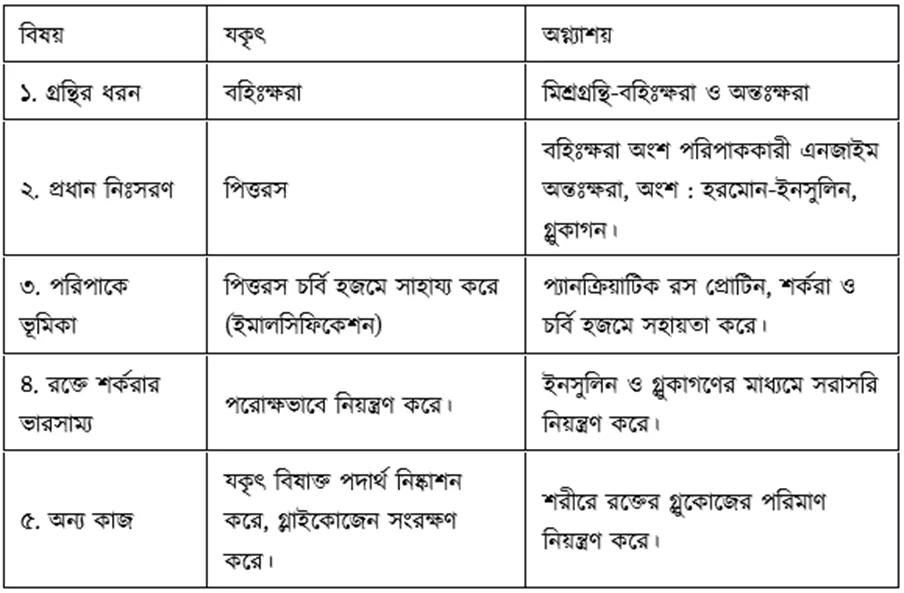 বিষয়
যকৃৎ
অগ্ন্যাশয়
১. গ্রন্থির ধরন
বহিঃক্ষরা
মিশ্রগ্রন্থি-বহিঃক্ষরা ও অন্তঃক্ষরা
২. প্রধান নিঃসরণ
পিত্তরস
বহিঃক্ষরা অংশ পরিপাককারী এনজাইম
অন্তঃক্ষরা, অংশ : হরমোন-ইনসুলিন,
গ্লুকাগন।
৩. পরিপাকে
ভূমিকা
পিত্তরস চর্বি হজমে সাহায্য করে
(ইমালসিফিকেশন)
প্যানক্রিয়াটিক রস প্রোটিন, শর্করা ও
চর্বি হজমে সহায়তা করে।
৪. রক্তে শর্করার
ভারসাম্য
পরোক্ষভাবে নিয়ন্ত্রণ করে।
ইনসুলিন ও গ্লুকাগণের মাধ্যমে সরাসরি
নিয়ন্ত্রণ করে।
৫. অন্য কাজ
যকৃৎ বিষাক্ত পদার্থ নিষ্কাশন
করে, গ্লাইকোজেন সংরক্ষণ
করে।
শরীরে রক্তের গ্লুকোজের পরিমাণ
নিয়ন্ত্রণ করে।